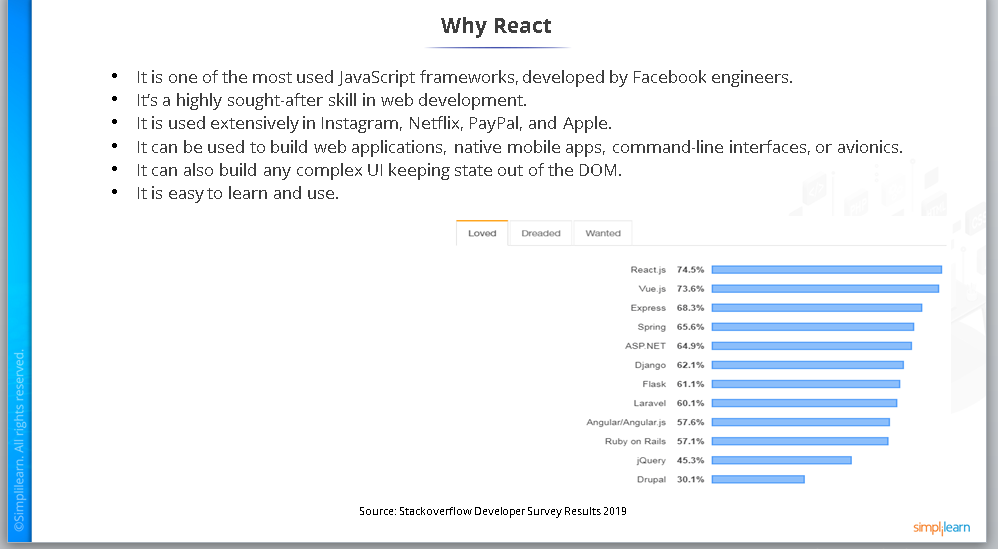 Why React
• It is one of the most used JavaScript frameworks, developed by Facebook engineers.
• It's a highly sought-after skill in web development.
• It is used extensively in Instagram, Netflix, PayPal, and Apple.
• It can be used to build web applications, native mobile apps, command-line interfaces, or avionics.
• It can also build any complex UI keeping state out of the DOM.
• It is easy to learn and use.
Loved Dreaded Wanted
React.js 74.5%
Vue.js 73.6%
Express 68.3%
Spring 65.6%
ASP.NET 64.9%
Django 62.1%
Flask 61.1%
Laravel 60.1%
Angular/Angular.js 57.6%
Ruby on Rails 57.1%
jQuery 45.3%
Drupal 30.1%
Source: Stackoverflow Developer Survey Results 2019
©Simplilearn. All rights reserved.
simplilearn